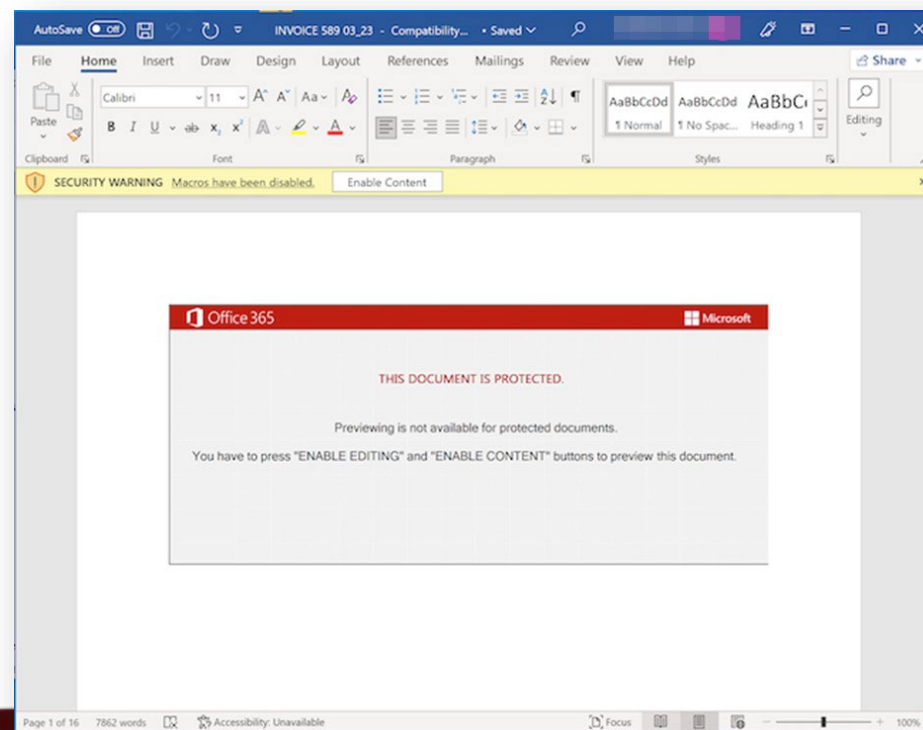 AutoSave Off INVOICE 589 03_23 - Compatibility... • Saved
File Home Insert Draw Design Layout References Mailings Review View Help Share
Calibri 11 A A Aa A AaBbCcDd AaBbCcDd AaBbC
Paste B I U ab x, x² A A ¶ Normal ¶ No Spac... Heading 1 Editing
Clipboard Font Paragraph Styles
SECURITY WARNING Macros have been disabled. Enable Content
Office 365 Microsoft
THIS DOCUMENT IS PROTECTED.
Previewing is not available for protected documents.
You have to press "ENABLE EDITING" and "ENABLE CONTENT" buttons to preview this document.
Page 1 of 16 7862 words Accessibility: Unavailable Focus 100%